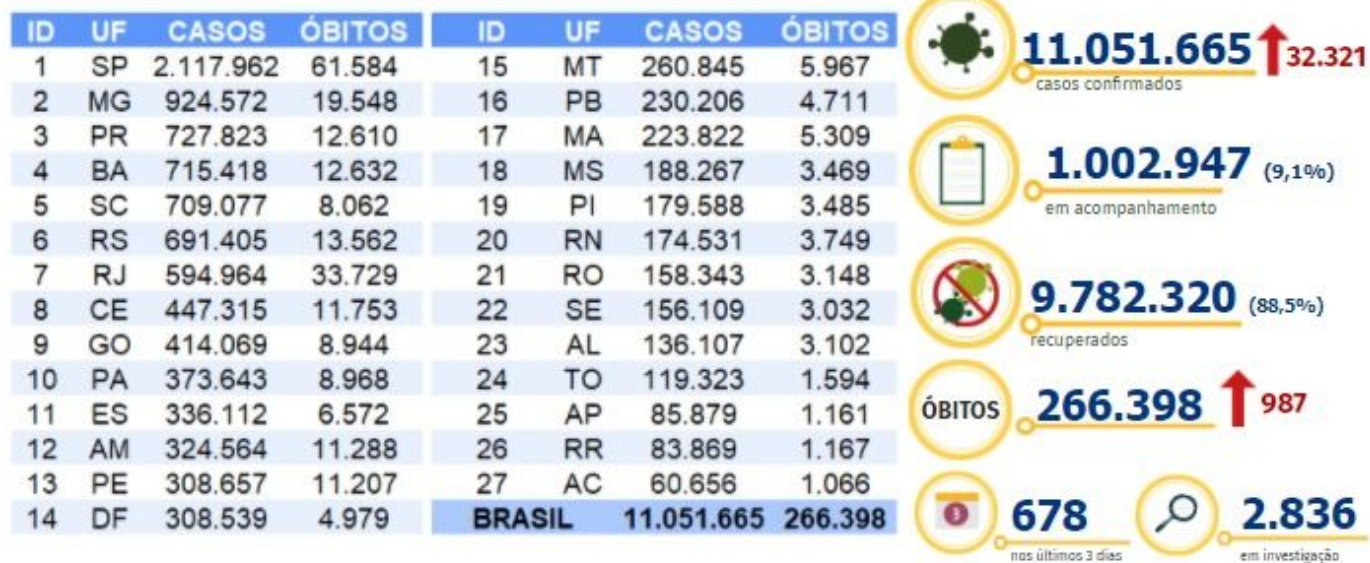 ID UF CASOS ÓBITOS ID UF CASOS ÓBITOS
1 SP 2.117.962 61.584 15 MT 260.845 5.967
2 MG 924.572 19.548 16 PB 230.206 4.711
3 PR 727.823 12.610 17 MA 223.822 5.309
4 BA 715.418 12.632 18 MS 188.267 3.469
5 SC 709.077 8.062 19 PI 179.588 3.485
6 RS 691.405 13.562 20 RN 174.531 3.749
7 RJ 594.964 33.729 21 RO 158.343 3.148
8 CE 447.315 11.753 22 SE 156.109 3.032
9 GO 414.069 8.944 23 AL 136.107 3.102
10 PA 373.643 8.968 24 TO 119.323 1.594
11 ES 336.112 6.572 25 AP 85.879 1.161
12 AM 324.564 11.288 26 RR 83.869 1.167
13 PE 308.657 11.207 27 AC 60.656 1.066
14 DF 308.539 4.979 BRASIL 11.051.665 266.398
11.051.665 32.321
casos confirmados
1.002.947 (9,1%)
em acompanhamento
9.782.320 (88,5%)
recuperados
ÓBITOS 266.398 987
3 678 2.836
nos últimos 3 dias em investigação